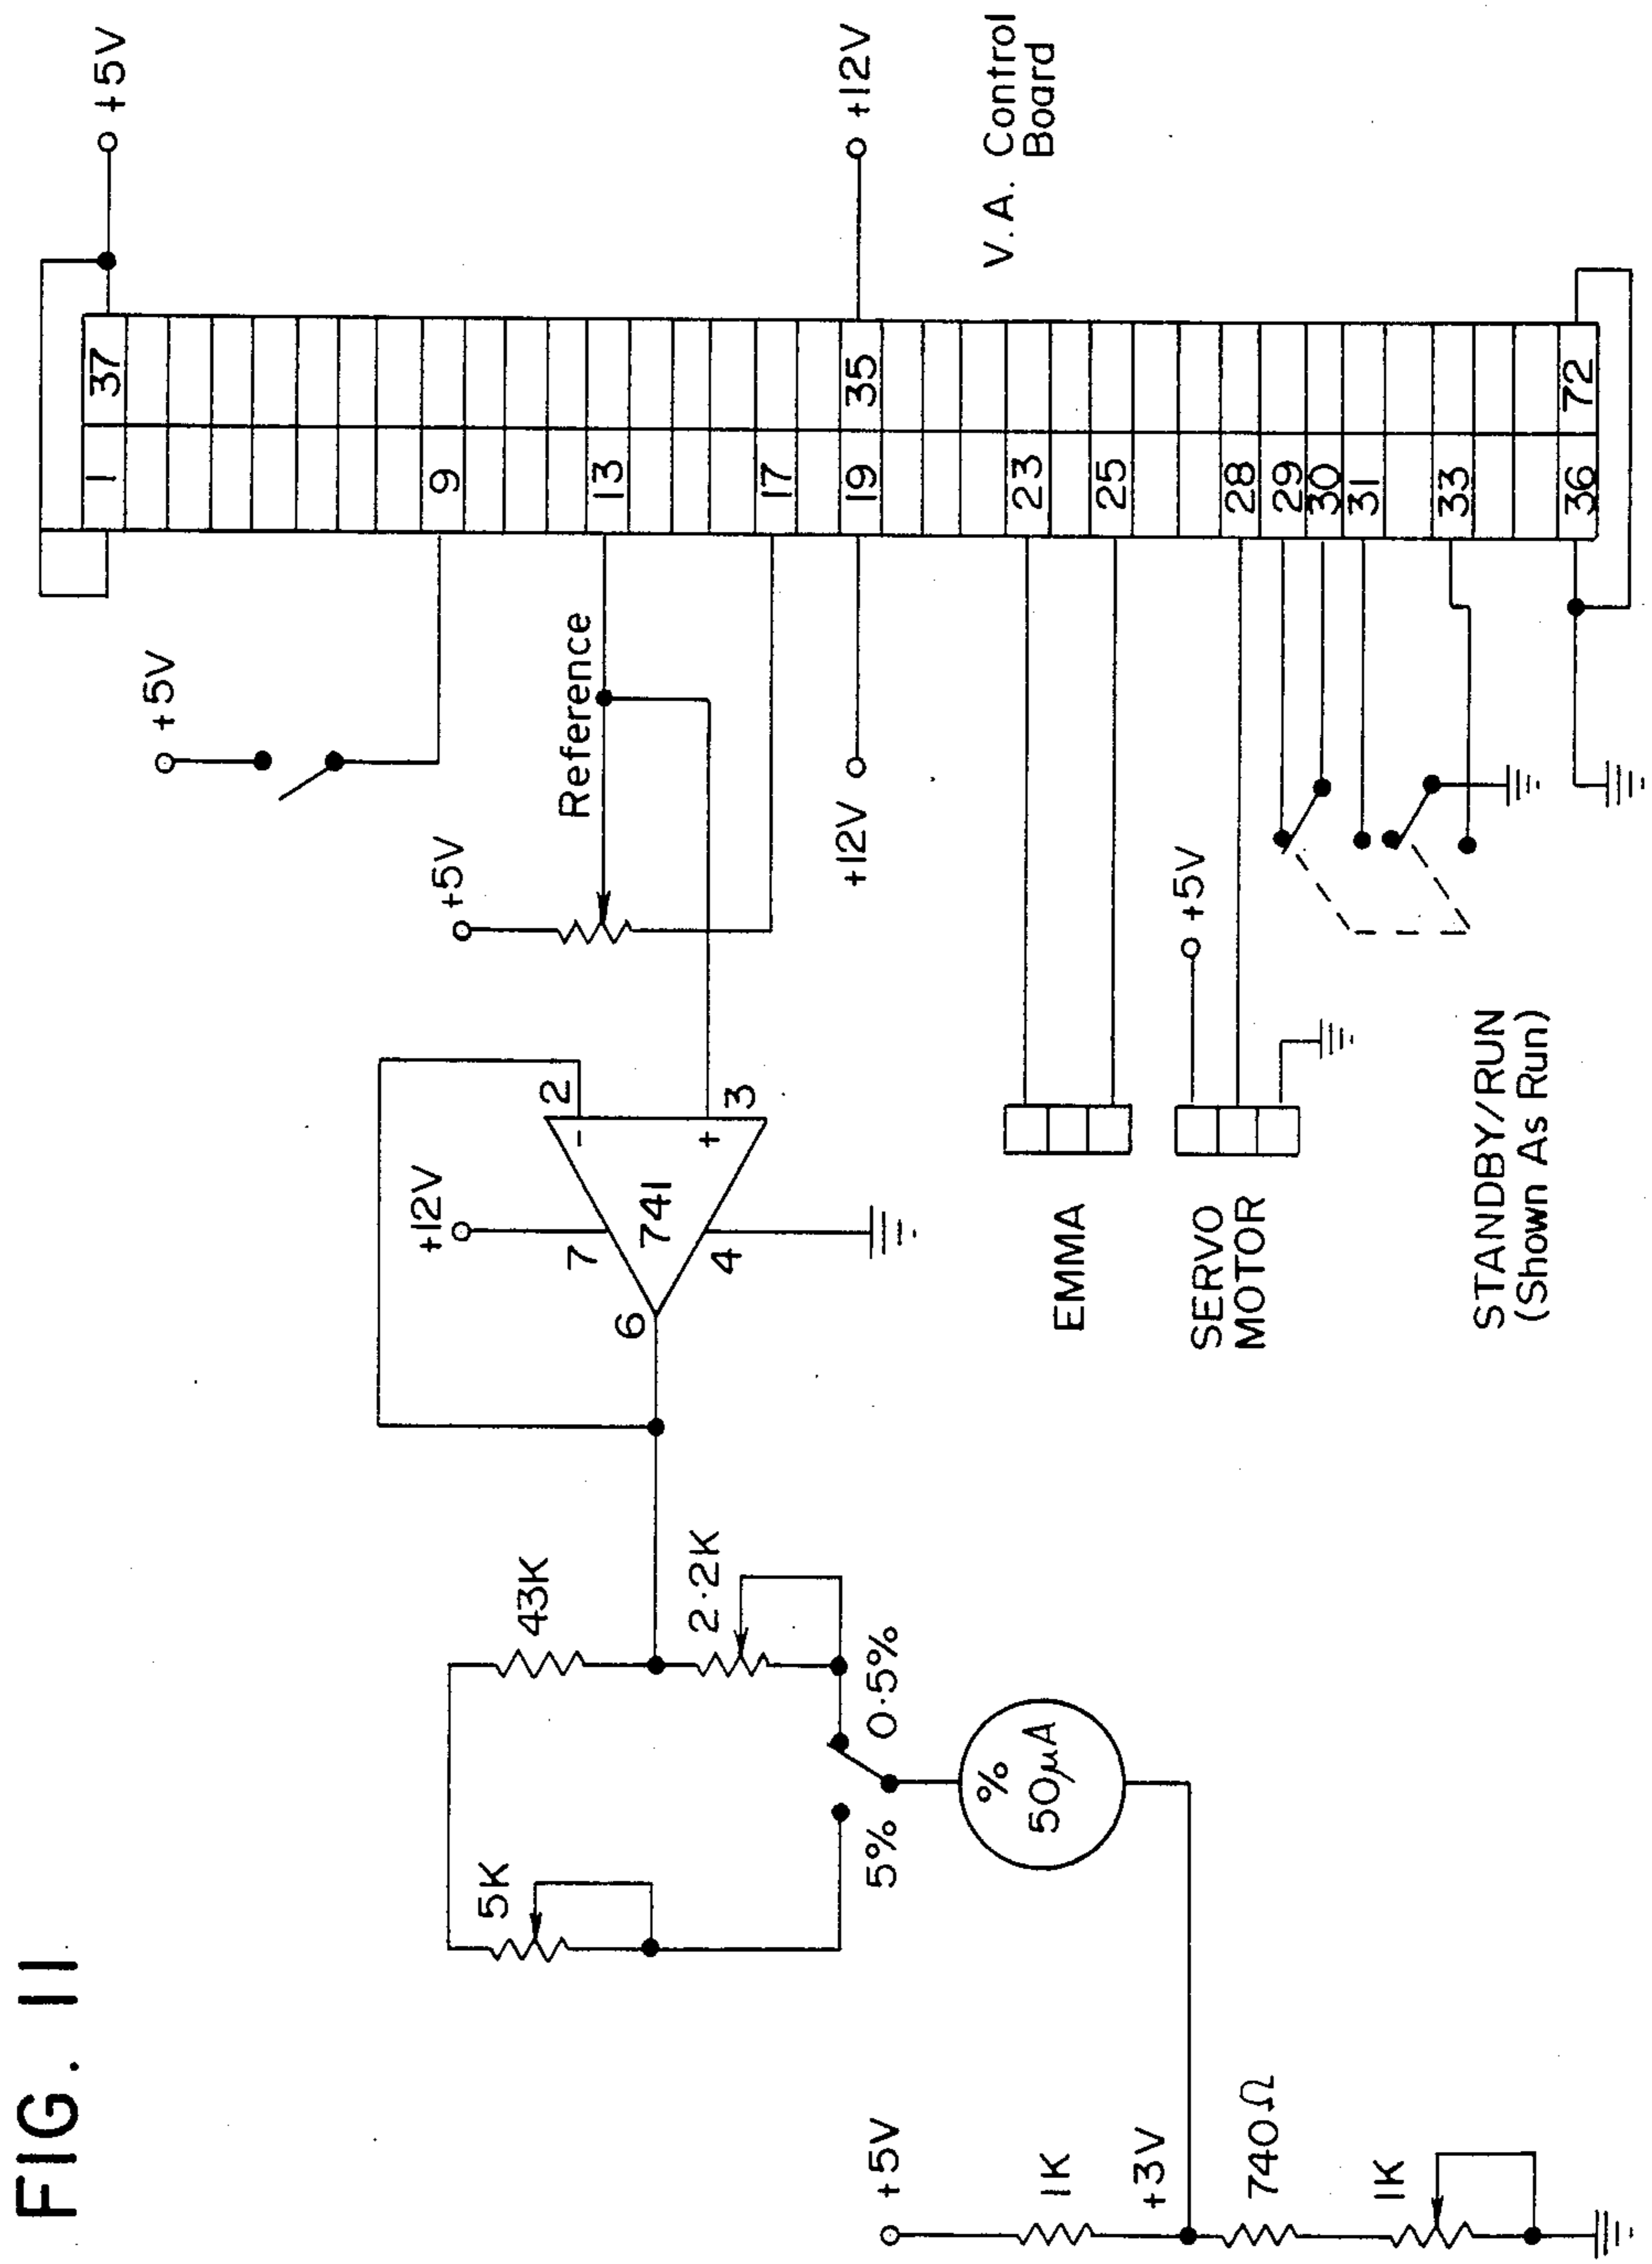 FIG. 11
+5V
1K
+3V
740Ω
1K
5K
43K
2.2K
5%
0.5%
%
50μA
+12V
7
741
6
4
-
2
+
3
+5V
Reference
+5V
+12V
EMMA
SERVO
MOTOR
+5V
STANDBY/RUN
(Shown As Run)
1
37
9
13
17
19
35
23
25
28
29
30
31
33
36
72
+5V
+12V
V.A. Control
Board